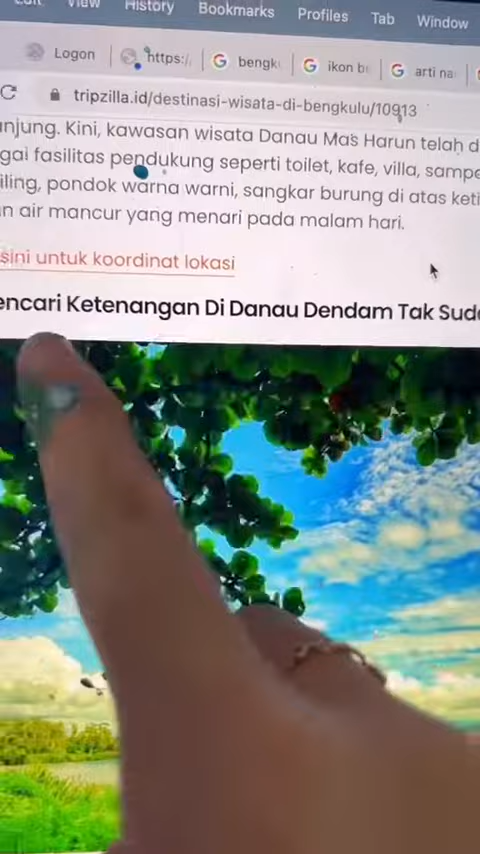 View History Bookmarks Profiles Tab Window
Logon https:/ bengk ikon b arti na
tripzilla.id/destinasi-wisata-di-bengkulu/10913
anjung. Kini, kawasan wisata Danau Mas Harun telah d
gai fasilitas pendukung seperti toilet, kafe, villa, samp
iling, pondok warna warni, sangkar burung di atas keti
n air mancur yang menari pada malam hari.
sini untuk koordinat lokasi
encari Ketenangan Di Danau Dendam Tak Sud